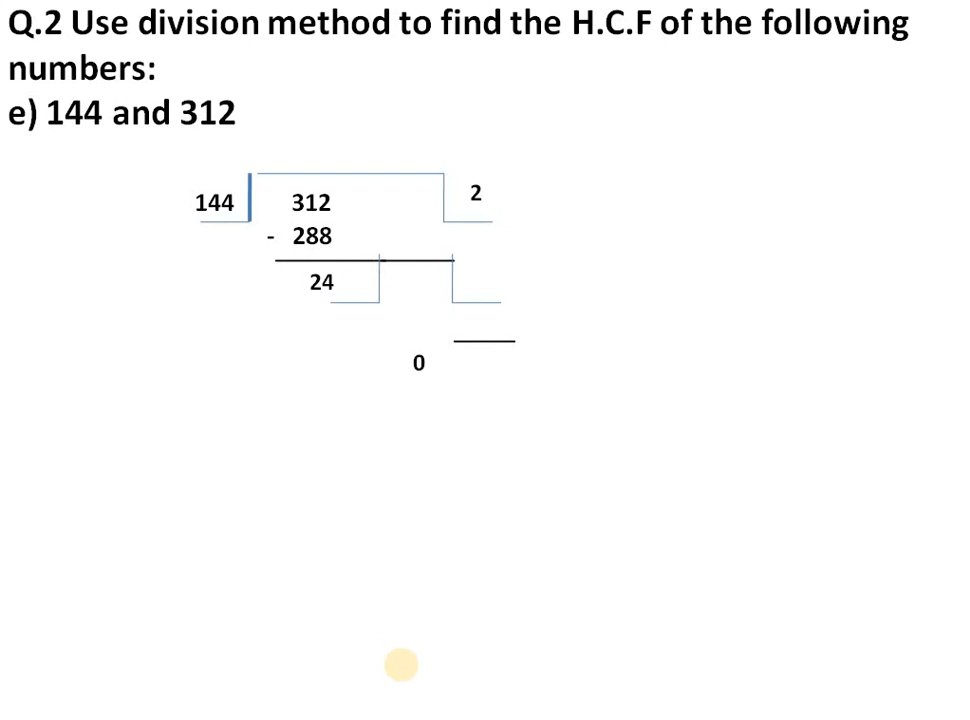 Q.2 Use division method to find the H.C.F of the following
numbers:
e) 144 and 312
144 312 2
- 288
24
0